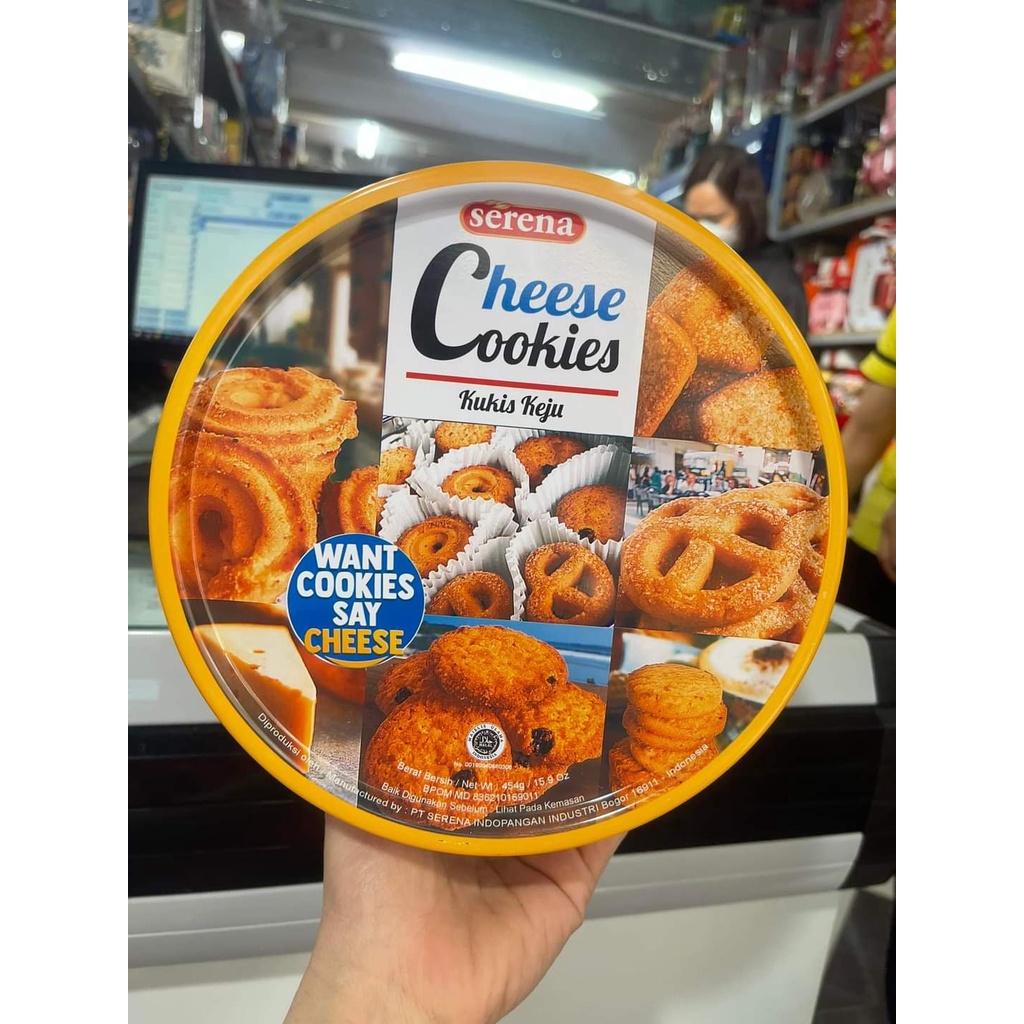 serena
Cheese
Cookies
Kukis Keju
WANT
COOKIES
SAY
CHEESE
Berat Bersih / Net Wt : 454g / 15.9 Oz
BPOM MD 836210169011
Baik Digunakan Sebelum : Lihat Pada Kemasan
Diproduksi oleh / Manufactured by : PT SERENA INDOPANGAN INDUSTRI Bogor 16911 - Indonesia